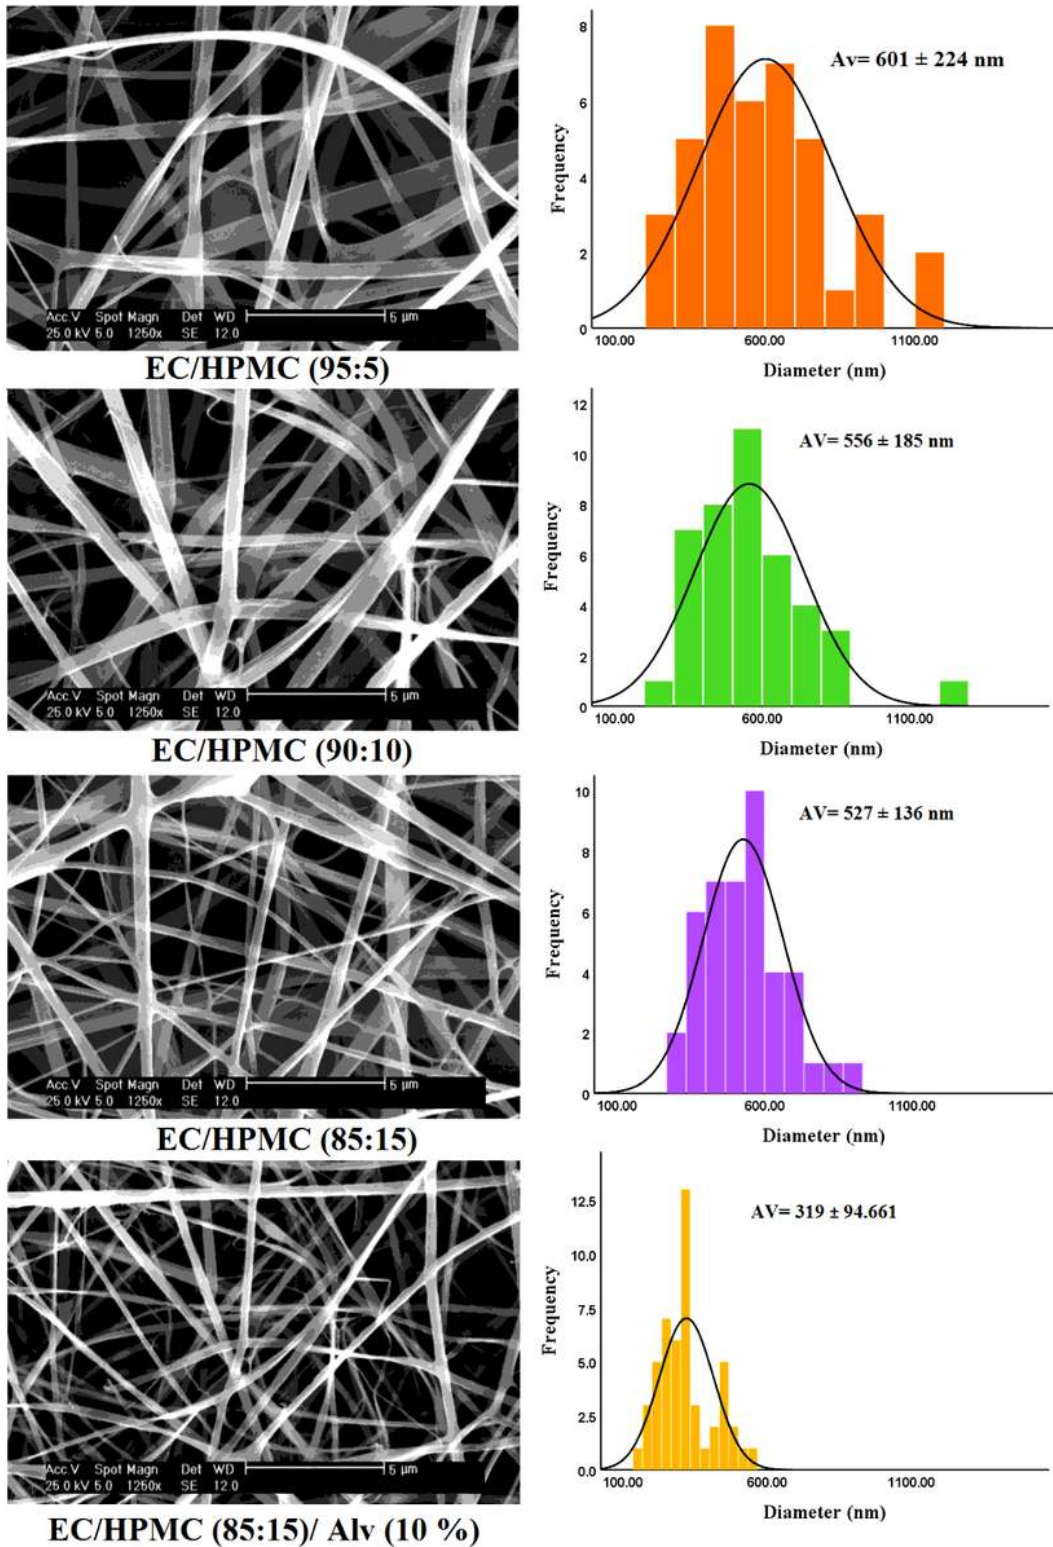 8
6
4
2
0
Frequency
Av= 601 ± 224 nm
100.00 600.00 1100.00
Diameter (nm)
Acc.V Spot Magn Det WD 5 µm
25.0 kV 5.0 1250x SE 12.0
EC/HPMC (95:5)
12
10
8
6
4
2
0
Frequency
AV= 556 ± 185 nm
100.00 600.00 1100.00
Diameter (nm)
Acc.V Spot Magn Det WD 5 µm
25.0 kV 5.0 1250x SE 12.0
EC/HPMC (90:10)
10
8
6
4
2
0
Frequency
AV= 527 ± 136 nm
100.00 600.00 1100.00
Diameter (nm)
Acc.V Spot Magn Det WD 5 µm
25.0 kV 5.0 1250x SE 12.0
EC/HPMC (85:15)
12.5
10.0
7.5
5.0
2.5
0.0
Frequency
AV= 319 ± 94.661
100.00 600.00 1100.00
Diameter (nm)
Acc.V Spot Magn Det WD 5 µm
25.0 kV 5.0 1250x SE 12.0
EC/HPMC (85:15)/ Alv (10 %)